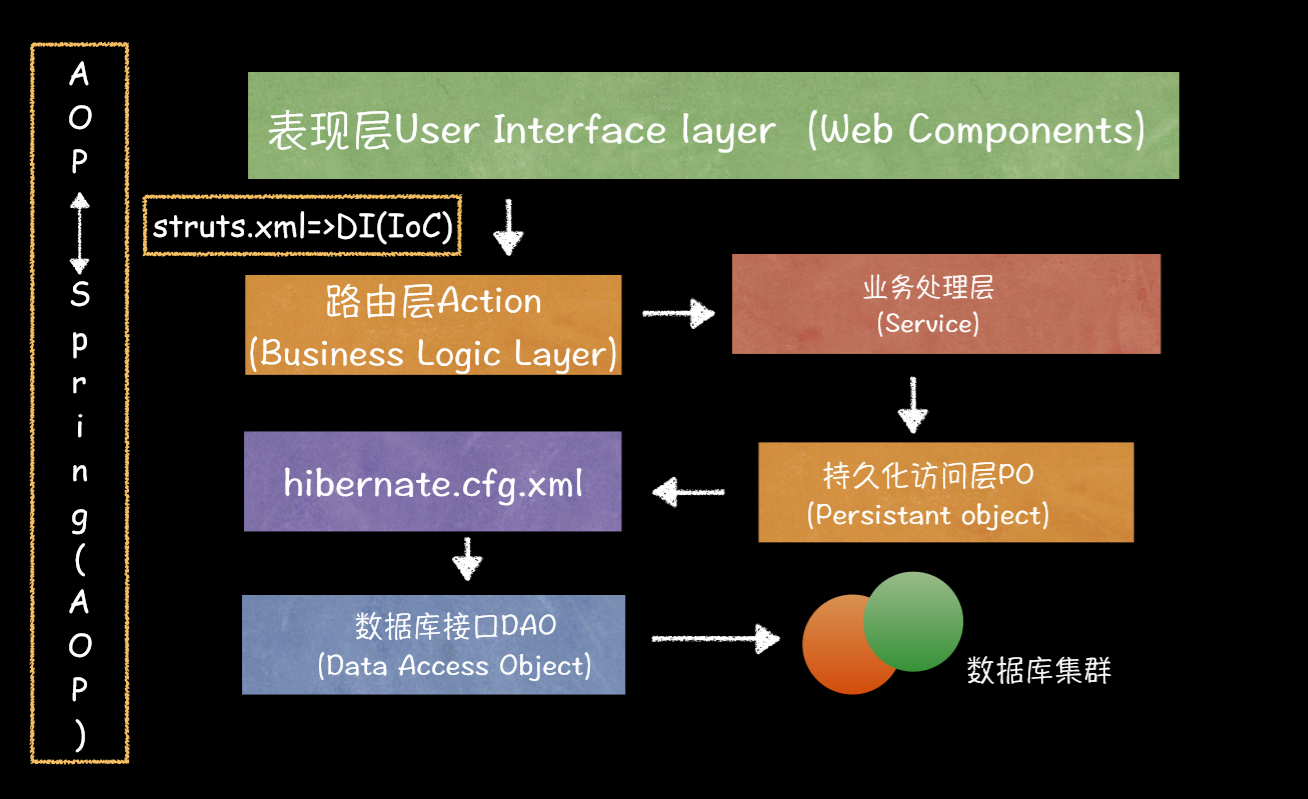 AOP
Spring(AOP)
表现层User Interface layer （Web Components）
struts.xml=>DI(IoC)
路由层Action
(Business Logic Layer)
业务处理层
(Service)
hibernate.cfg.xml
持久化访问层PO
(Persistant object)
数据库接口DAO
(Data Access Object)
数据库集群